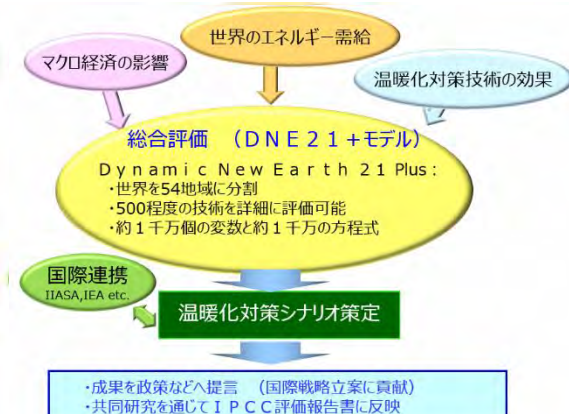 世界のエネルギー需給
マクロ経済の影響
温暖化対策技術の効果
総合評価 （DNE21+モデル）
Dynamic New Earth 21 Plus：
・世界を54地域に分割
・500程度の技術を詳細に評価可能
・約1千万個の変数と約1千万の方程式
国際連携
IIASA,IEA etc.
温暖化対策シナリオ策定
・成果を政策などへ提言 （国際戦略立案に貢献）
・共同研究を通じてIPCC評価報告書に反映